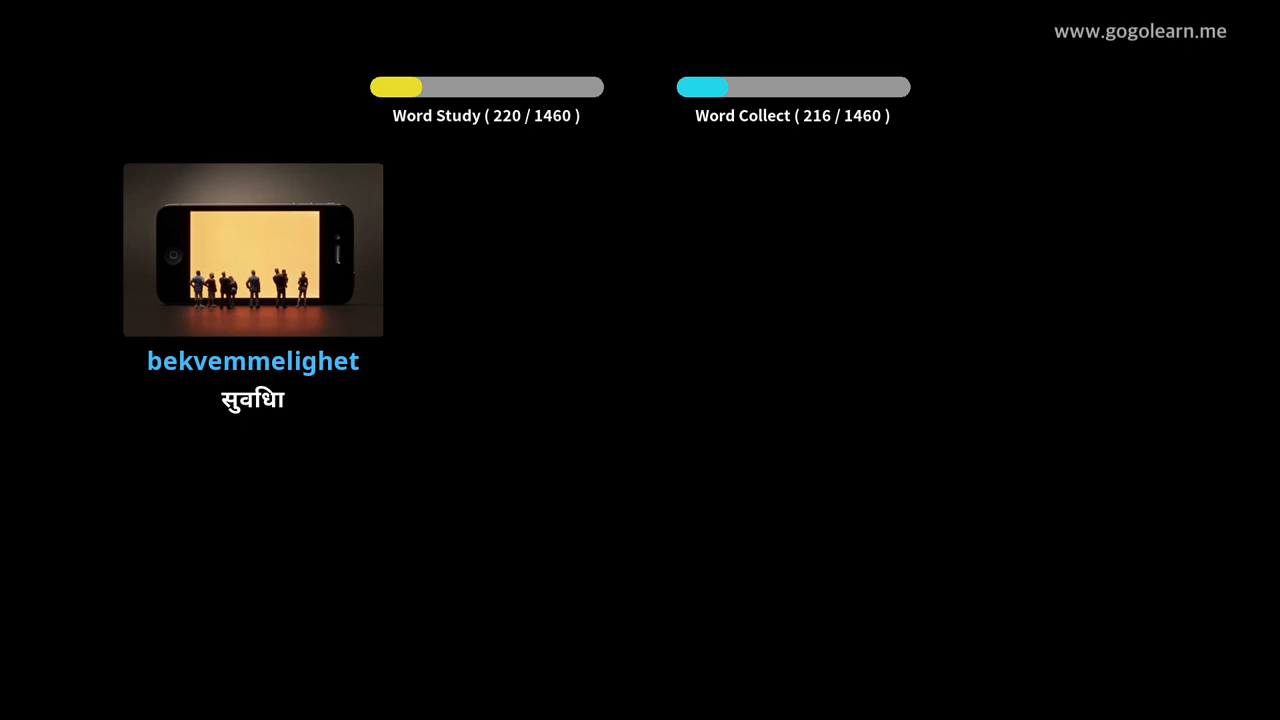 www.gogolearn.me
Word Study ( 220 / 1460 )
Word Collect ( 216 / 1460 )
bekvemmelighet
सुविधा